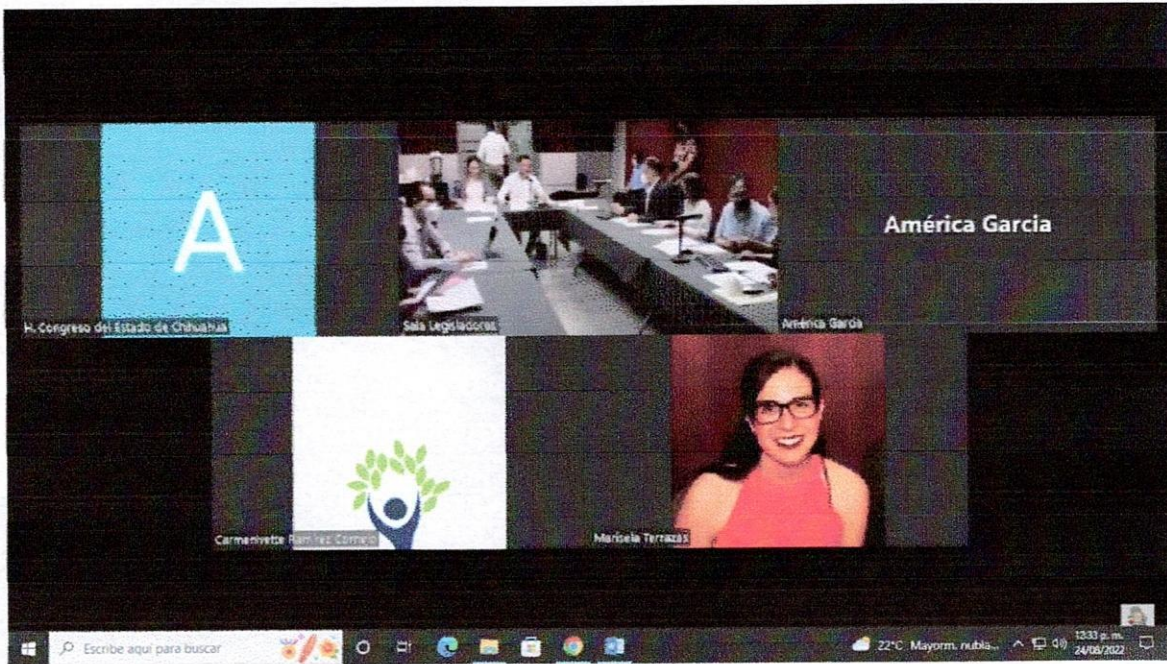 A
H. Congreso del Estado de Chihuahua
Sala Legisladores
América Garcia
América Garcia
Carmenivette Ramírez
Marisela Terrazas
Escribe aquí para buscar
22°C Mayorm. nubla...
12:33 p. m.
24/08/2022